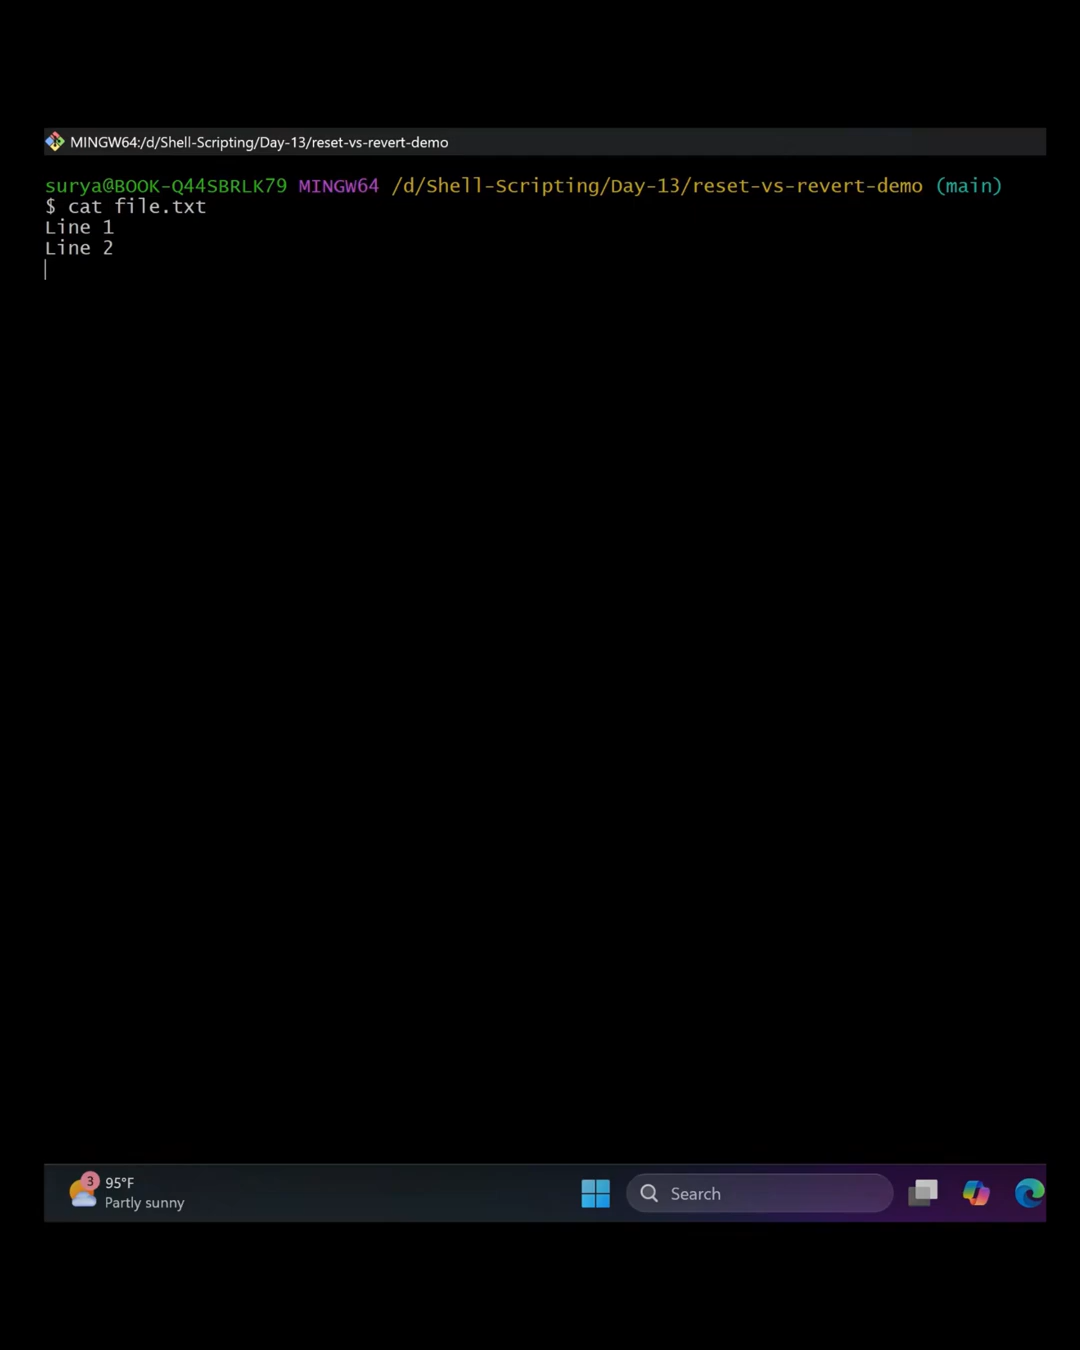 MINGW64:/d/Shell-Scripting/Day-13/reset-vs-revert-demo
surya@BOOK-Q44SBRLK79 MINGW64 /d/Shell-Scripting/Day-13/reset-vs-revert-demo (main)
$ cat file.txt
Line 1
Line 2
3
95°F
Partly sunny
Search